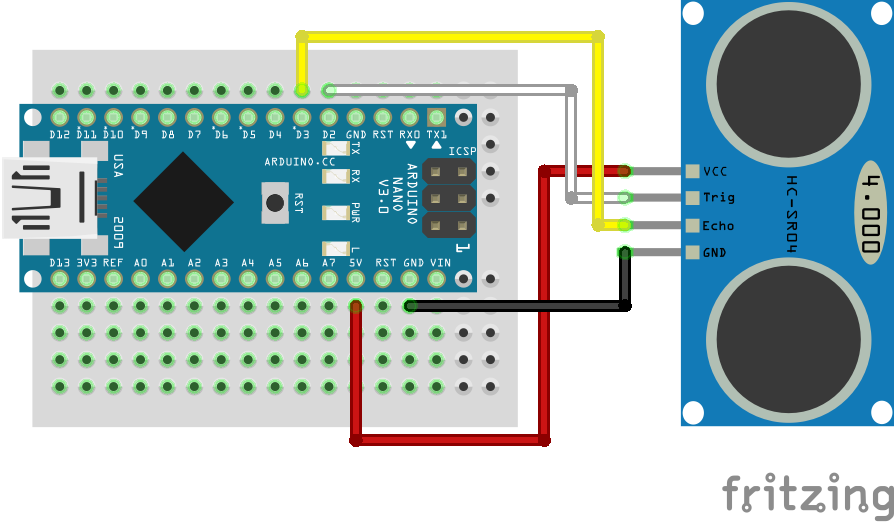 D12 D11 D10 D9 D8 D7 D6 D5 D4 D3 D2 GND RST RX0 TX1
USA
2009
ARDUINO.CC
RST
TX
RX
PWR
L
ARDUINO
NANO
V3.0
ICSP
1
D13 3V3 REF A0 A1 A2 A3 A4 A5 A6 A7 5V RST GND VIN
VCC
Trig
Echo
GND
HC-SR04
4.000
fritzing